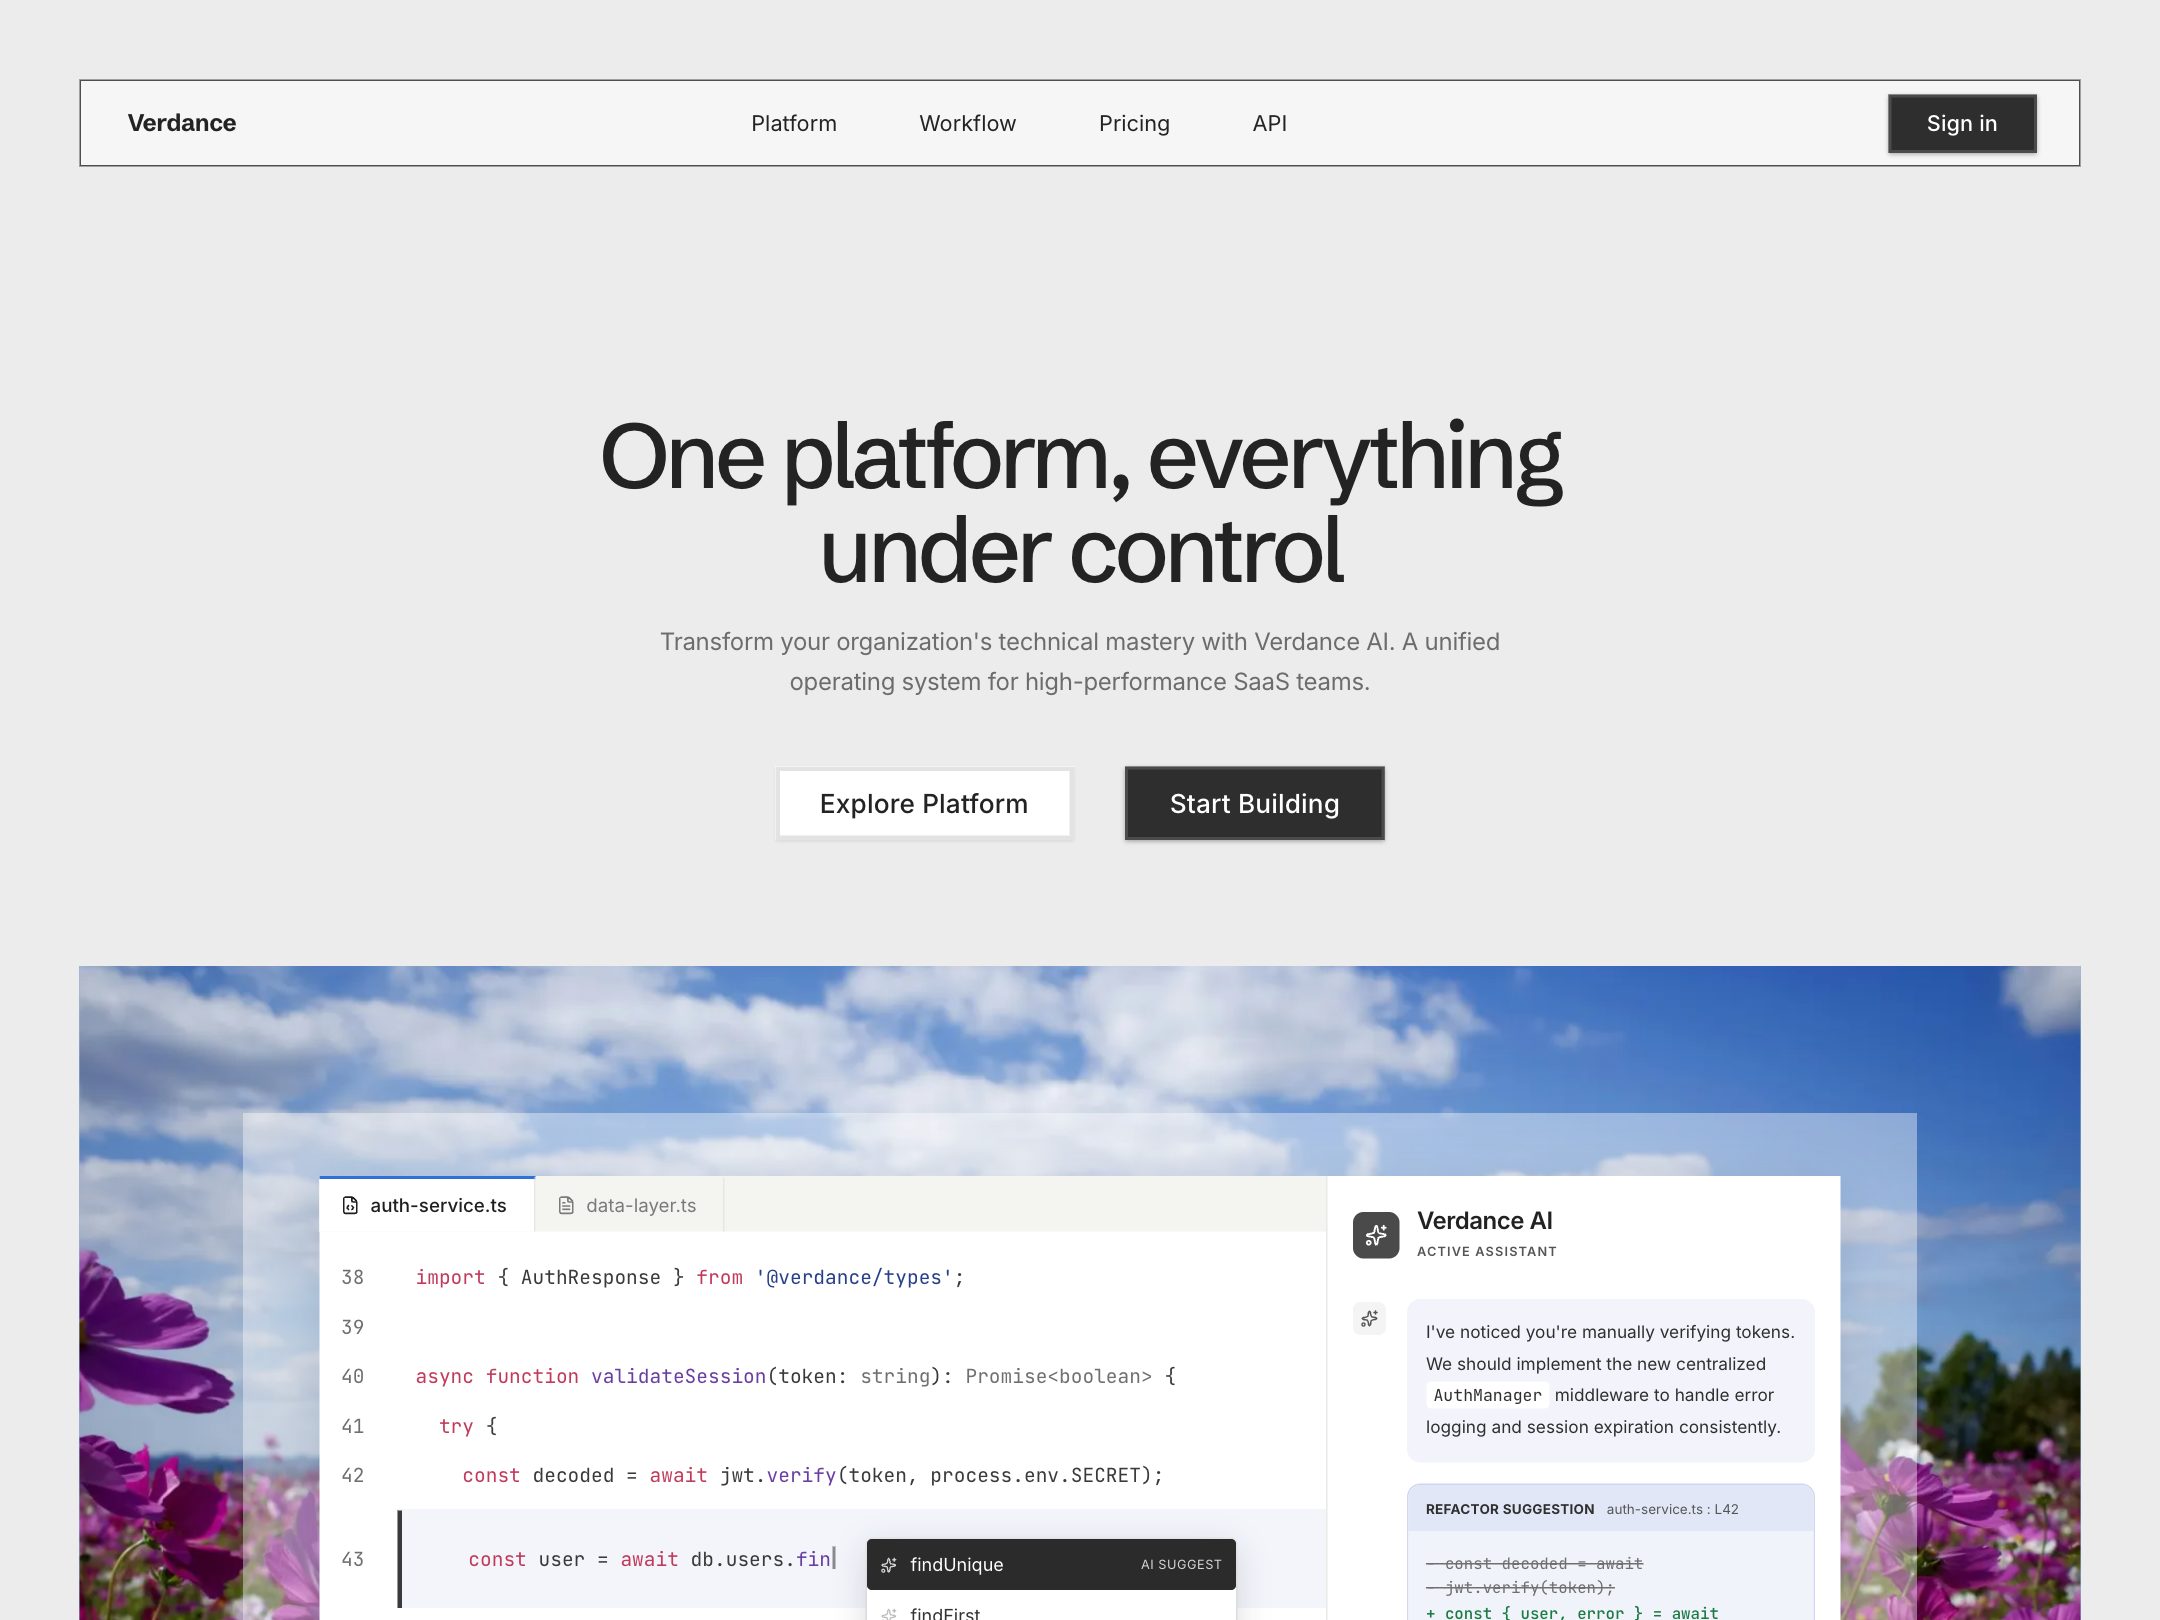 Verdance
Platform
Workflow
Pricing
API
Sign in
One platform, everything
under control
Transform your organization's technical mastery with Verdance AI. A unified
operating system for high-performance SaaS teams.
Explore Platform
Start Building
auth-service.ts
data-layer.ts
38 import { AuthResponse } from '@verdance/types';
39
40 async function validateSession(token: string): Promise<boolean> {
41 try {
42 const decoded = await jwt.verify(token, process.env.SECRET);
43 const user = await db.users.fin
findUnique AI SUGGEST
findFirst
Verdance AI
ACTIVE ASSISTANT
I've noticed you're manually verifying tokens.
We should implement the new centralized
AuthManager middleware to handle error
logging and session expiration consistently.
REFACTOR SUGGESTION auth-service.ts : L42
- const decoded = await
- jwt.verify(token);
+ const { user, error } = await